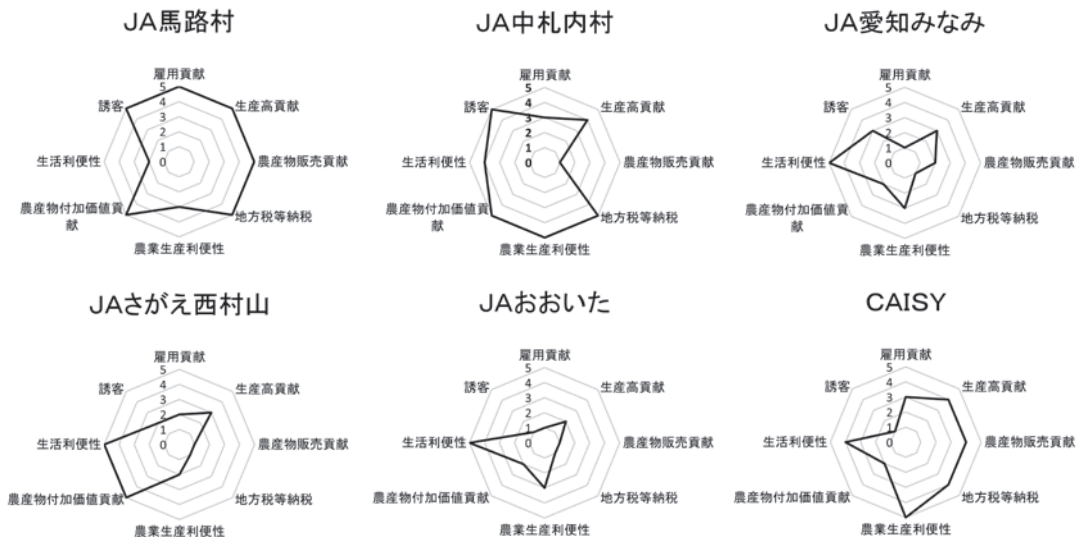 JA馬路村
雇用貢献
5
4
3
2
1
0
生産高貢献
農産物販売貢献
地方税等納税
農業生産利便性
農産物付加価値貢
献
生活利便性
誘客
JA中札内村
雇用貢献
5
4
3
2
1
0
生産高貢献
農産物販売貢献
地方税等納税
農業生産利便性
農産物付加価値貢
献
生活利便性
誘客
JA愛知みなみ
雇用貢献
5
4
3
2
1
0
生産高貢献
農産物販売貢献
地方税等納税
農業生産利便性
農産物付加価値貢
献
生活利便性
誘客
JAさがえ西村山
雇用貢献
5
4
3
2
1
0
生産高貢献
農産物販売貢献
地方税等納税
農業生産利便性
農産物付加価値貢献
生活利便性
誘客
JAおおいた
雇用貢献
5
4
3
2
1
0
生産高貢献
農産物販売貢献
地方税等納税
農業生産利便性
農産物付加価値貢献
生活利便性
誘客
CAISY
雇用貢献
5
4
3
2
1
0
生産高貢献
農産物販売貢献
地方税等納税
農業生産利便性
農産物付加価値貢献
生活利便性
誘客